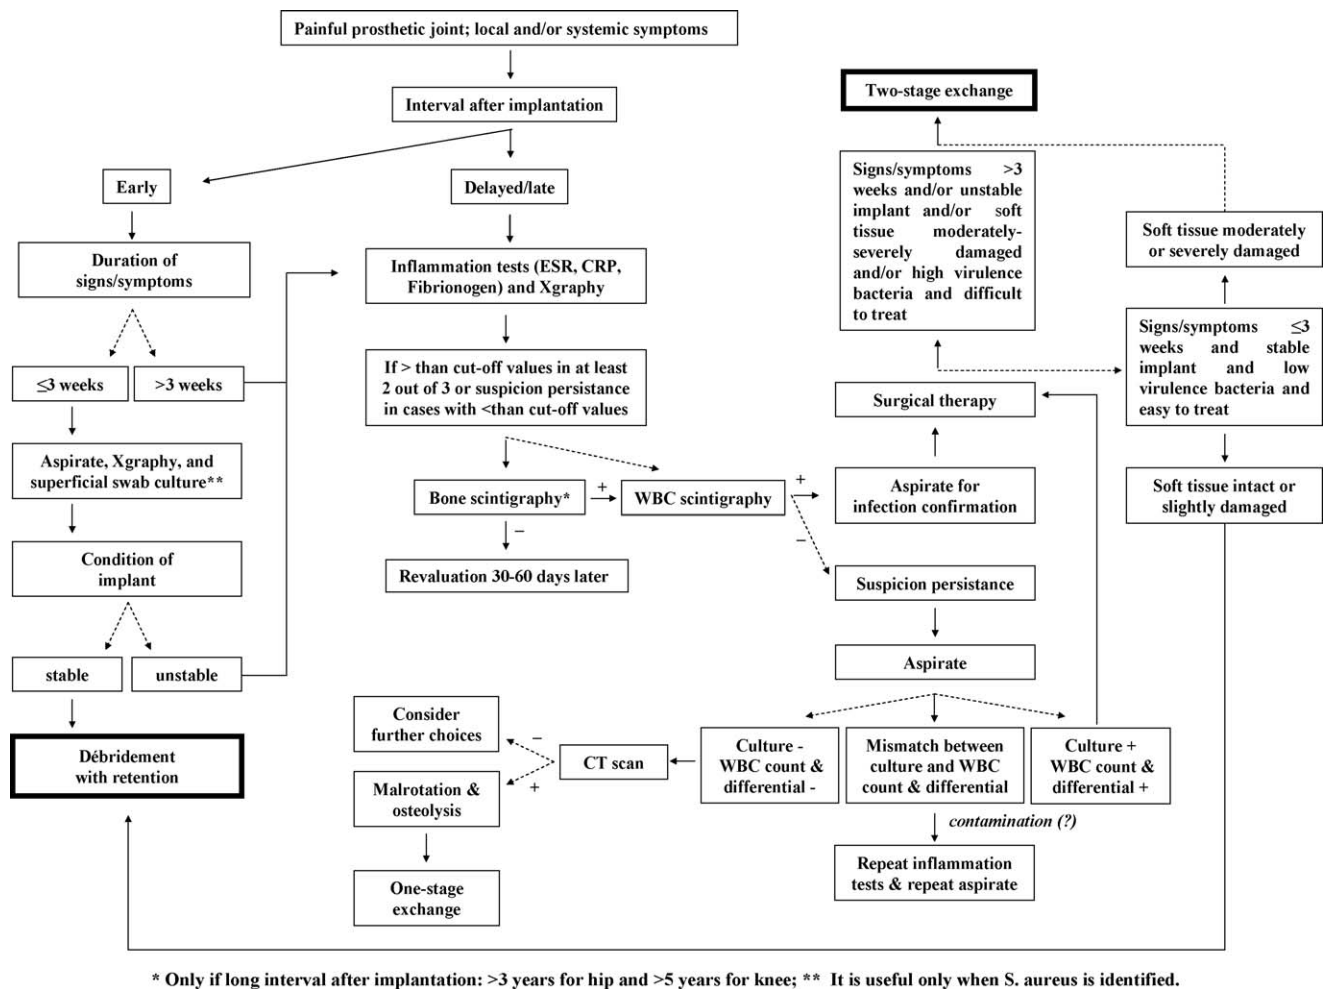 Painful prosthetic joint; local and/or systemic symptoms
Interval after implantation
Early
Delayed/late
Duration of
signs/symptoms
≤3 weeks
>3 weeks
Aspirate, Xgraphy, and
superficial swab culture**
Condition of
implant
stable
unstable
Débridement
with retention
Inflammation tests (ESR, CRP,
Fibrionogen) and Xgraphy
If > than cut-off values in at least
2 out of 3 or suspicion persistance
in cases with <than cut-off values
Bone scintigraphy*
+
WBC scintigraphy
–
Revaluation 30-60 days later
+
–
Aspirate for
infection confirmation
Surgical therapy
Suspicion persistance
Aspirate
Culture -
WBC count &
differential -
Mismatch between
culture and WBC
count & differential
Culture +
WBC count &
differential +
contamination (?)
Repeat inflammation
tests & repeat aspirate
CT scan
–
+
Consider
further choices
Malrotation &
osteolysis
One-stage
exchange
Two-stage exchange
Signs/symptoms >3
weeks and/or unstable
implant and/or soft
tissue moderately-
severely damaged
and/or high virulence
bacteria and difficult
to treat
Soft tissue moderately
or severely damaged
Signs/symptoms ≤3
weeks and stable
implant and low
virulence bacteria and
easy to treat
Soft tissue intact or
slightly damaged
* Only if long interval after implantation: >3 years for hip and >5 years for knee; ** It is useful only when S. aureus is identified.